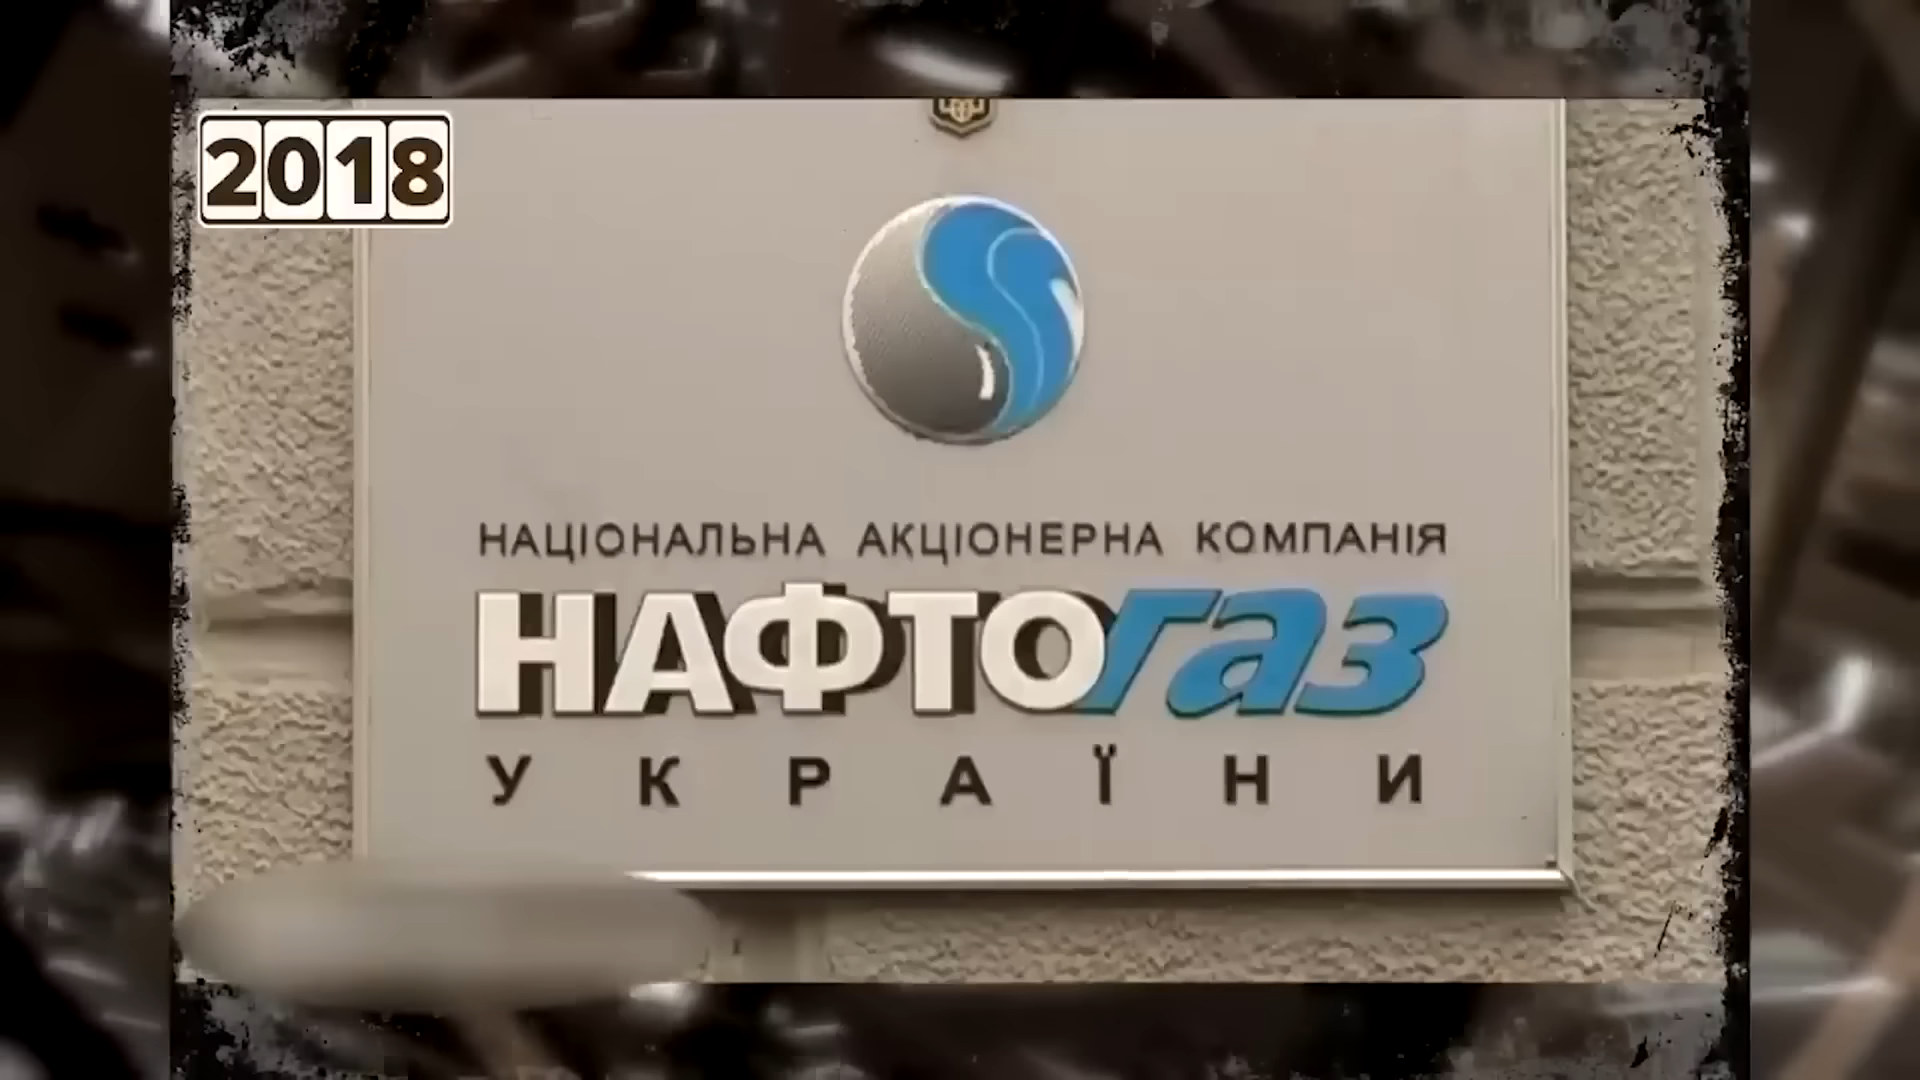 2018
НАЦІОНАЛЬНА АКЦІОНЕРНА КОМПАНІЯ
НАФТОГАЗ
УКРАЇНИ